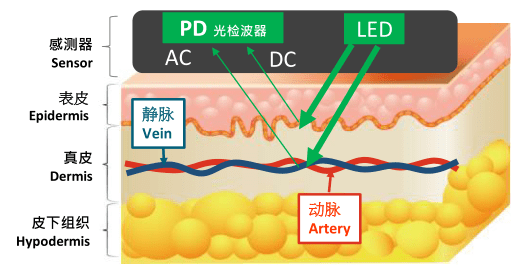 感测器
Sensor
PD 光检波器
LED
AC
DC
表皮
Epidermis
静脉
Vein
真皮
Dermis
动脉
Artery
皮下组织
Hypodermis